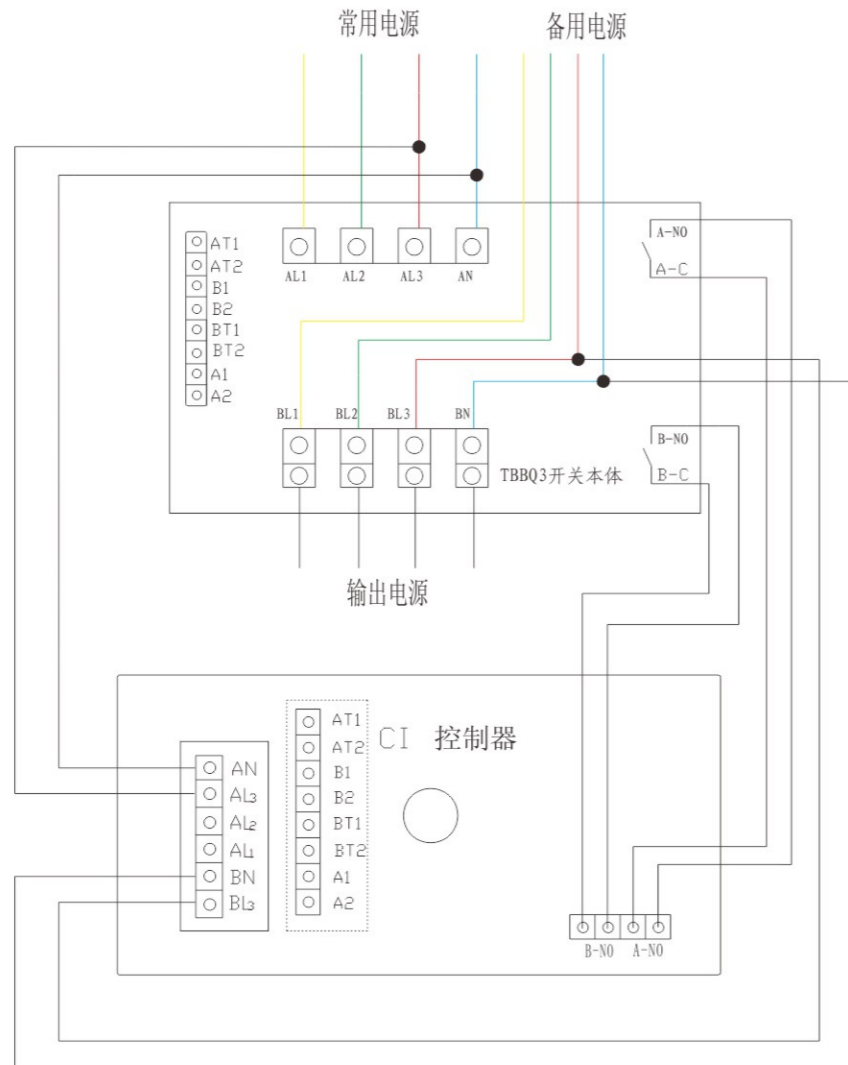 常用电源
备用电源
AT1
AT2
B1
B2
BT1
BT2
A1
A2
AL1
AL2
AL3
AN
A-NO
A-C
BL1
BL2
BL3
BN
B-NO
B-C
TBBQ3开关本体
输出电源
CI 控制器
AN
AL3
AL2
AL1
BN
BL3
AT1
AT2
B1
B2
BT1
BT2
A1
A2
B-NO
A-NO